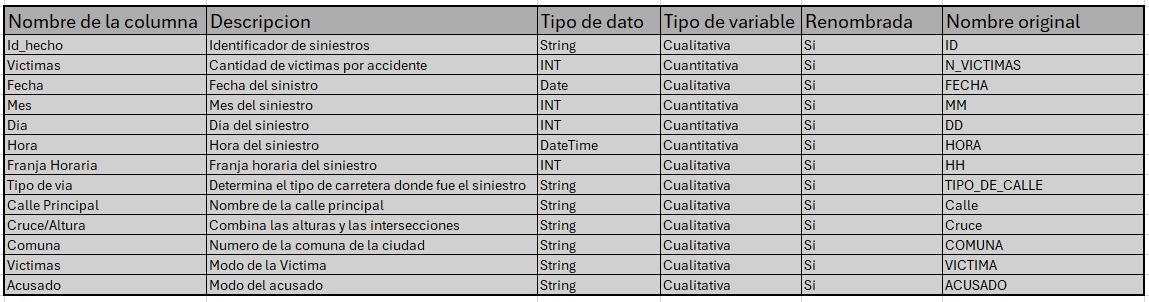 Nombre de la columna Descripcion Tipo de dato Tipo de variable Renombrada Nombre original
Id_hecho Identificador de siniestros String Cualitativa Si ID
Victimas Cantidad de victimas por accidente INT Cuantitativa Si N_VICTIMAS
Fecha Fecha del sinistro Date Cuantitativa Si FECHA
Mes Mes del siniestro INT Cuantitativa Si MM
Dia Dia del siniestro INT Cuantitativa Si DD
Hora Hora del siniestro DateTime Cuantitativa Si HORA
Franja Horaria Franja horaria del siniestro INT Cualitativa Si HH
Tipo de via Determina el tipo de carretera donde fue el siniestro String Cualitativa Si TIPO_DE_CALLE
Calle Principal Nombre de la calle principal String Cualitativa Si Calle
Cruce/Altura Combina las alturas y las intersecciones String Cualitativa Si Cruce
Comuna Numero de la comuna de la ciudad String Cualitativa Si COMUNA
Victimas Modo de la Victima String Cualitativa Si VICTIMA
Acusado Modo del acusado String Cualitativa Si ACUSADO